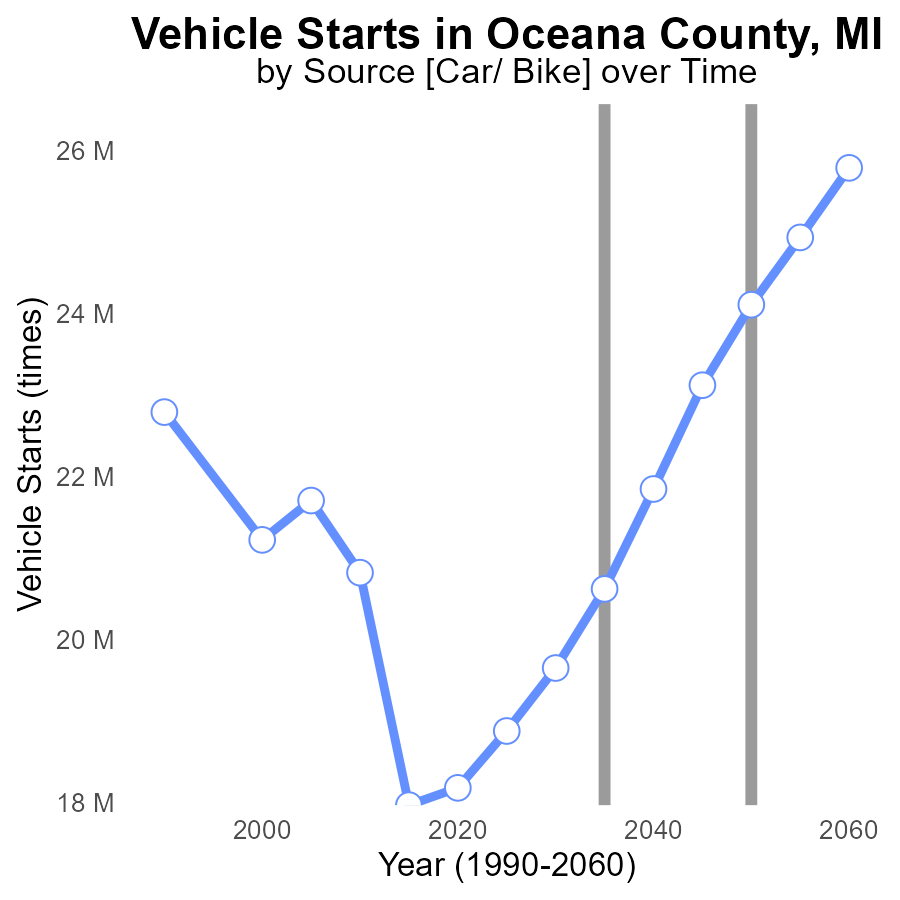 Vehicle Starts in Oceana County, MI
by Source [Car/ Bike] over Time
Vehicle Starts (times)
26 M
24 M
22 M
20 M
18 M
2000
2020
2040
2060
Year (1990-2060)